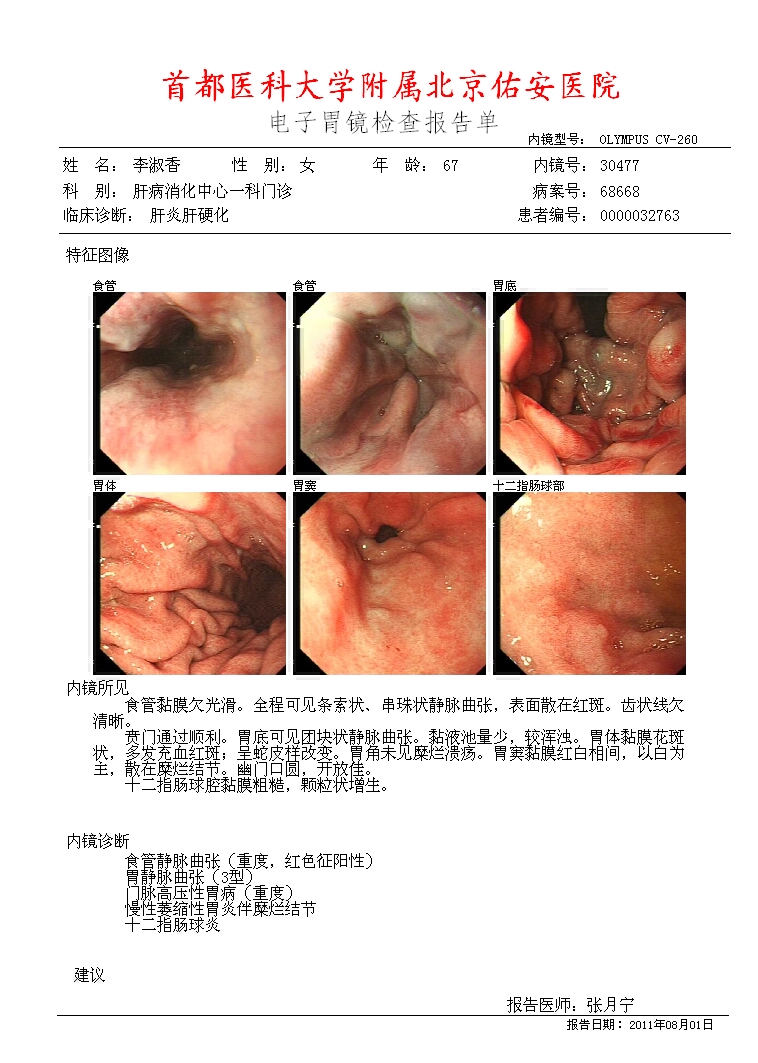 首都医科大学附属北京佑安医院
电子胃镜检查报告单
内镜型号： OLYMPUS CV-260
姓 名： 李淑香 性 别：女 年 龄：67 内镜号：30477
科 别：肝病消化中心一科门诊 病案号：68668
临床诊断： 肝炎肝硬化 患者编号：0000032763
特征图像
食管 食管 胃底
胃体 胃窦 十二指肠球部
内镜所见
食管黏膜欠光滑。全程可见条索状、串珠状静脉曲张，表面散在红斑。齿状线欠
清晰。
贲门通过顺利。胃底可见团块状静脉曲张。黏液池量少，较浑浊。胃体黏膜花斑
状，多发充血红斑；呈蛇皮样改变。胃角未见糜烂溃疡。胃窦黏膜红白相间，以白为
主，散在糜烂结节。幽门口圆，开放佳。
十二指肠球腔黏膜粗糙，颗粒状增生。
内镜诊断
食管静脉曲张（重度，红色征阳性）
胃静脉曲张（3型）
门脉高压性胃病（重度）
慢性萎缩性胃炎伴糜烂结节
十二指肠球炎
建议
报告医师：张月宁
报告日期：2011年08月01日